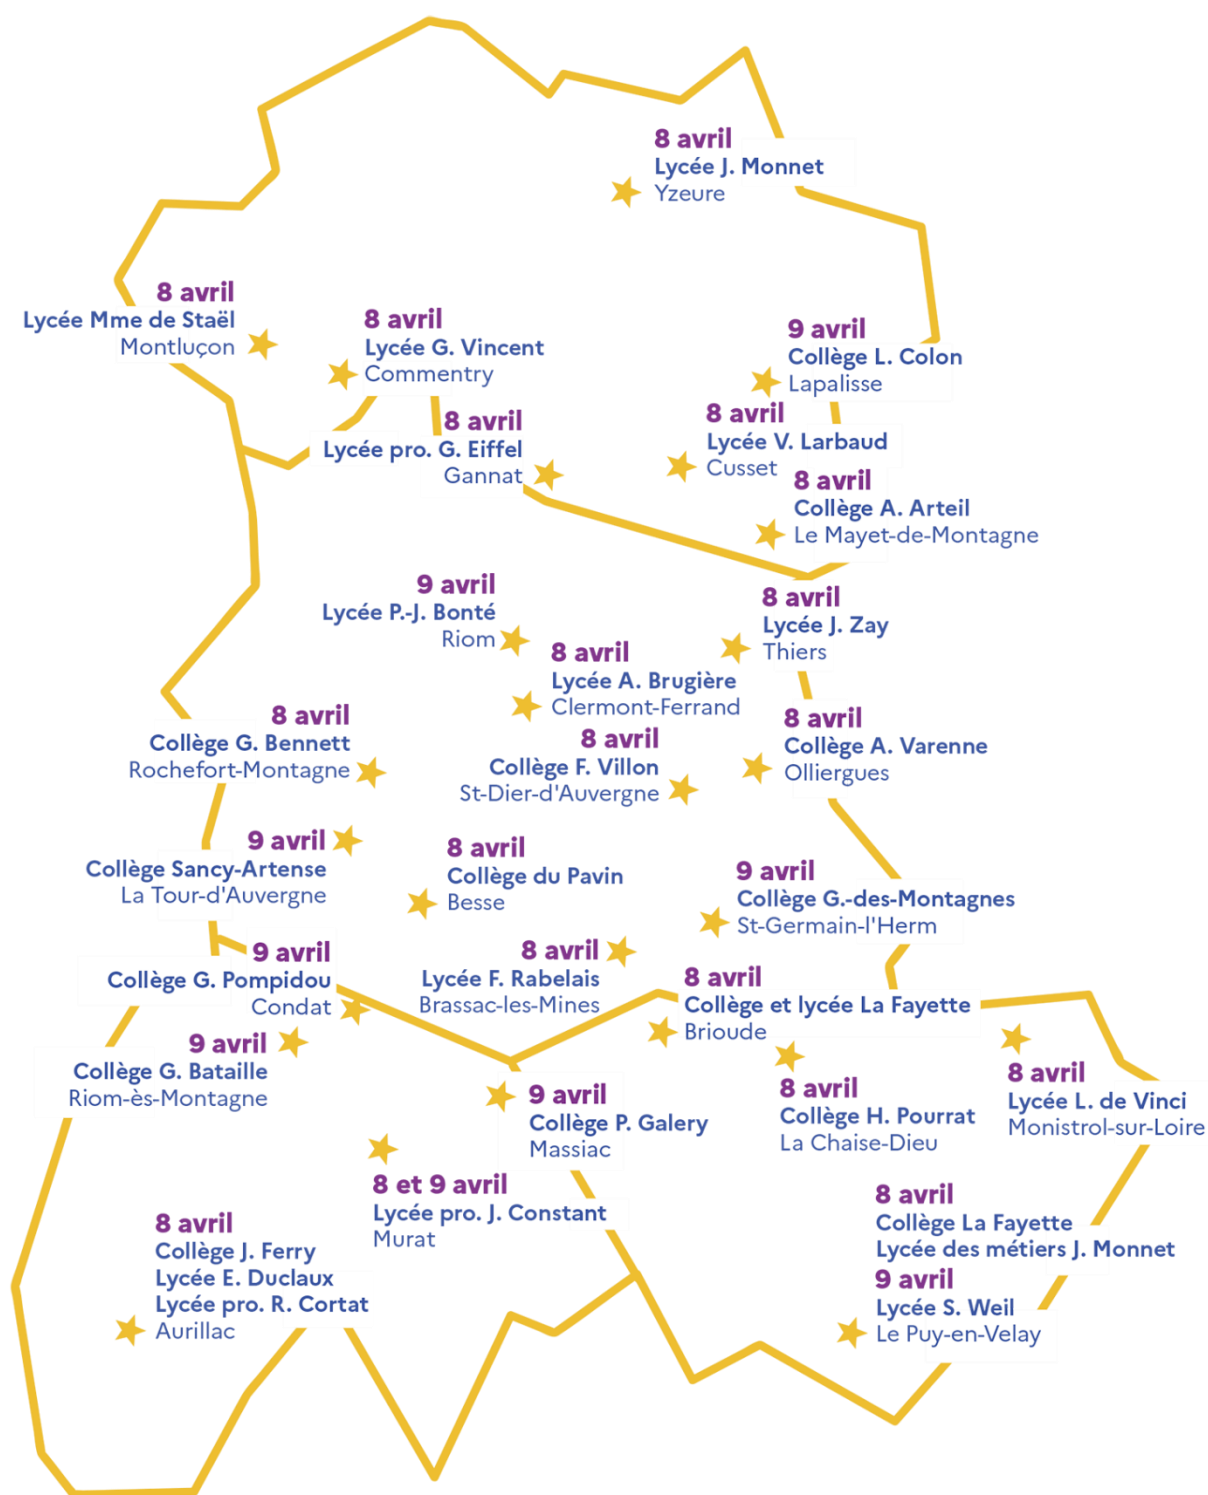 8 avril
Lycée J. Monnet
Yzeure
8 avril
Lycée Mme de Staël
Montluçon
8 avril
Lycée G. Vincent
Commentry
9 avril
Collège L. Colon
Lapalisse
8 avril
Lycée pro. G. Eiffel
Gannat
8 avril
Lycée V. Larbaud
Cusset
8 avril
Collège A. Arteil
Le Mayet-de-Montagne
9 avril
Lycée P.-J. Bonté
Riom
8 avril
Lycée J. Zay
Thiers
8 avril
Lycée A. Brugière
Clermont-Ferrand
8 avril
Collège G. Bennett
Rochefort-Montagne
8 avril
Collège F. Villon
St-Dier-d'Auvergne
8 avril
Collège A. Varenne
Olliergues
9 avril
Collège Sancy-Artense
La Tour-d'Auvergne
8 avril
Collège du Pavin
Besse
9 avril
Collège G.-des-Montagnes
St-Germain-l'Herm
9 avril
Collège G. Pompidou
Condat
8 avril
Lycée F. Rabelais
Brassac-les-Mines
8 avril
Collège et lycée La Fayette
Brioude
9 avril
Collège G. Bataille
Riom-ès-Montagne
9 avril
Collège P. Galery
Massiac
8 avril
Collège H. Pourrat
La Chaise-Dieu
8 avril
Lycée L. de Vinci
Monistrol-sur-Loire
8 et 9 avril
Lycée pro. J. Constant
Murat
8 avril
Collège J. Ferry
Lycée E. Duclaux
Lycée pro. R. Cortat
Aurillac
8 avril
Collège La Fayette
Lycée des métiers J. Monnet
9 avril
Lycée S. Weil
Le Puy-en-Velay